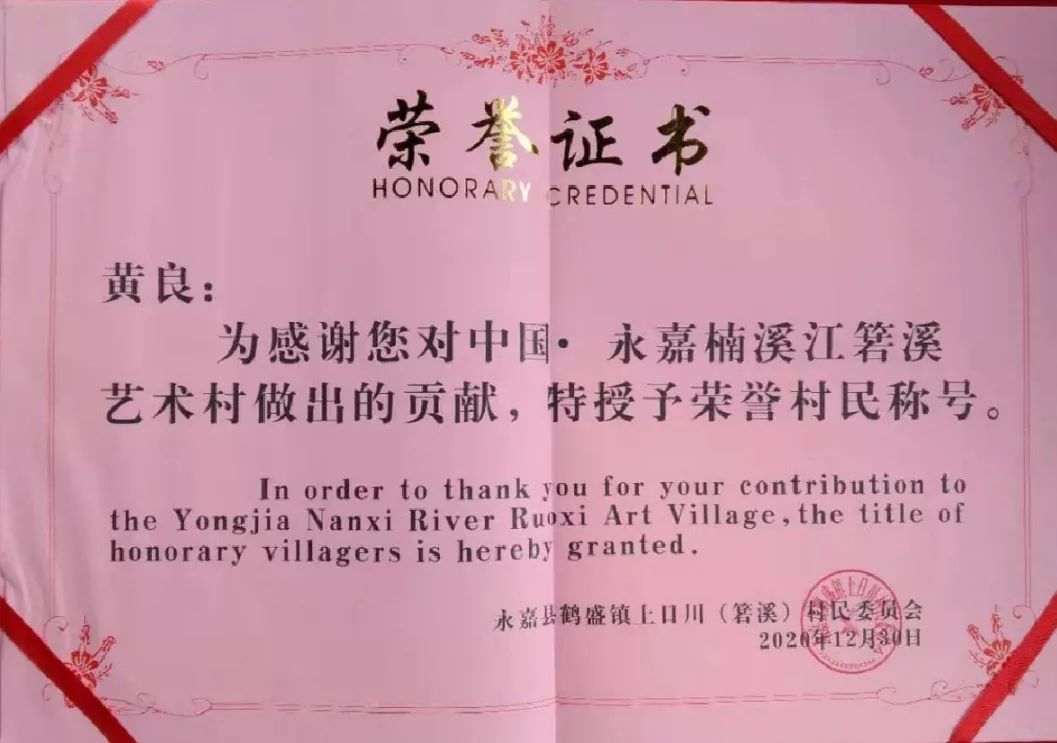 荣誉证书
HONORARY CREDENTIAL
黄良：
为感谢您对中国·永嘉楠溪江箬溪
艺术村做出的贡献，特授予荣誉村民称号。
In order to thank you for your contribution to
the Yongjia Nanxi River Ruoxi Art Village,the title of
honorary villagers is hereby granted.
永嘉县鹤盛镇上日川（箬溪）村民委员会
2020年12月30日